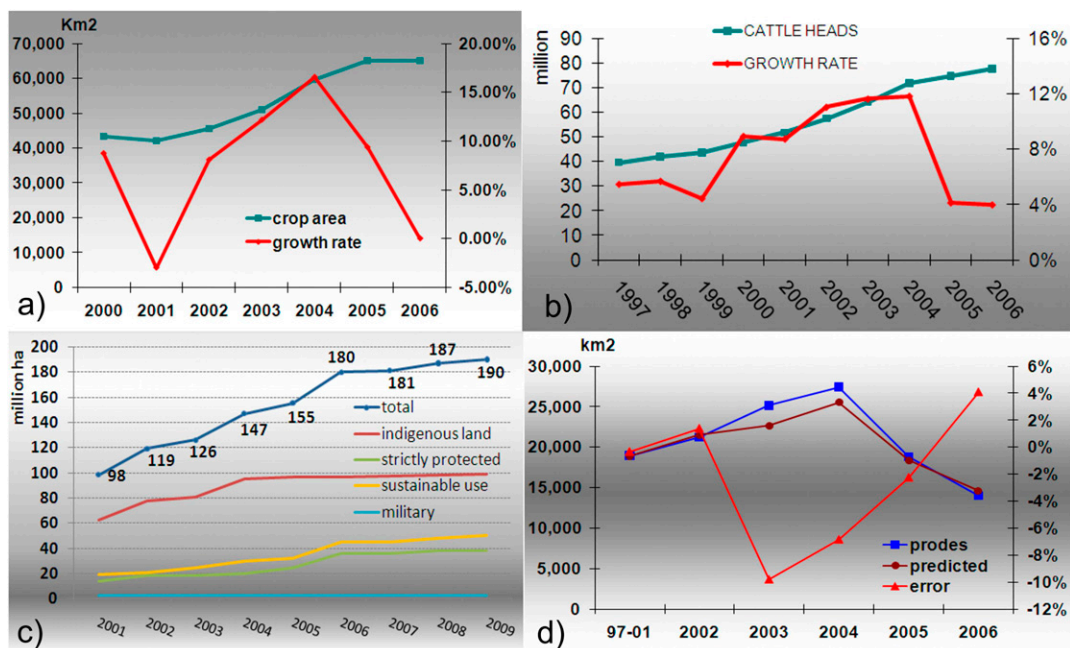 Km2
70,000
60,000
50,000
40,000
30,000
20,000
10,000
0
20.00%
15.00%
10.00%
5.00%
0.00%
-5.00%
crop area
growth rate
2000 2001 2002 2003 2004 2005 2006
a)
million
90
80
70
60
50
40
30
20
10
0
CATTLE HEADS
GROWTH RATE
16%
12%
8%
4%
0%
1997 1998 1999 2000 2001 2002 2003 2004 2005 2006
b)
million ha
200
180
160
140
120
100
80
60
40
20
0
98 119 126 147 155 180 181 187 190
total
indigenous land
strictly protected
sustainable use
military
2001 2002 2003 2004 2005 2006 2007 2008 2009
c)
km2
30,000
25,000
20,000
15,000
10,000
5,000
0
6%
4%
2%
0%
-2%
-4%
-6%
-8%
-10%
-12%
prodes
predicted
error
97-01 2002 2003 2004 2005 2006
d)